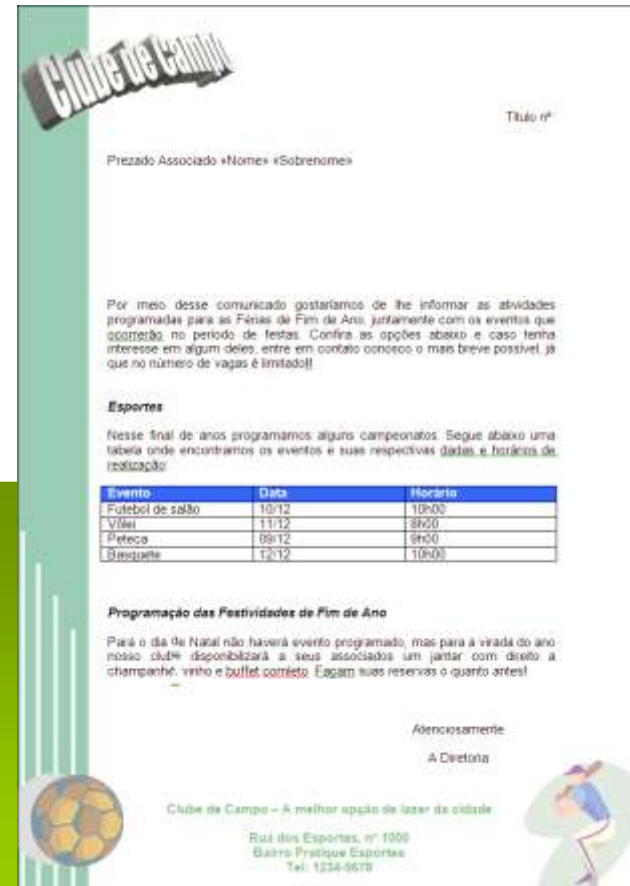 Clube de Campo
Título nº
Prezado Associado «Nome» «Sobrenome»
Por meio desse comunicado gostaríamos de lhe informar as atividades
programadas para as Férias de Fim de Ano, juntamente com os eventos que
ocorrerão no período de festas. Confira as opções abaixo e caso tenha
interesse em algum deles, entre em contato conosco o mais breve possível, já
que no número de vagas é limitado!!
Esportes
Nesse final de anos programamos alguns campeonatos. Segue abaixo uma
tabela onde encontramos os eventos e suas respectivas dadas e horários de
realização:
Evento Data Horário
Futebol de salão 10/12 10h00
Vôlei 11/12 8h00
Peteca 09/12 9h00
Basquete 12/12 10h00
Programação das Festividades de Fim de Ano
Para o dia de Natal não haverá evento programado, mas para a virada do ano
nosso clube disponibilizará a seus associados um jantar com direito a
champanhe, vinho e buffet completo. Façam suas reservas o quanto antes!
Atenciosamente
A Diretoria
Clube de Campo – A melhor opção de lazer da cidade
Rua dos Esportes, nº 1000
Bairro Pratique Esportes
Tel: 1234-5678